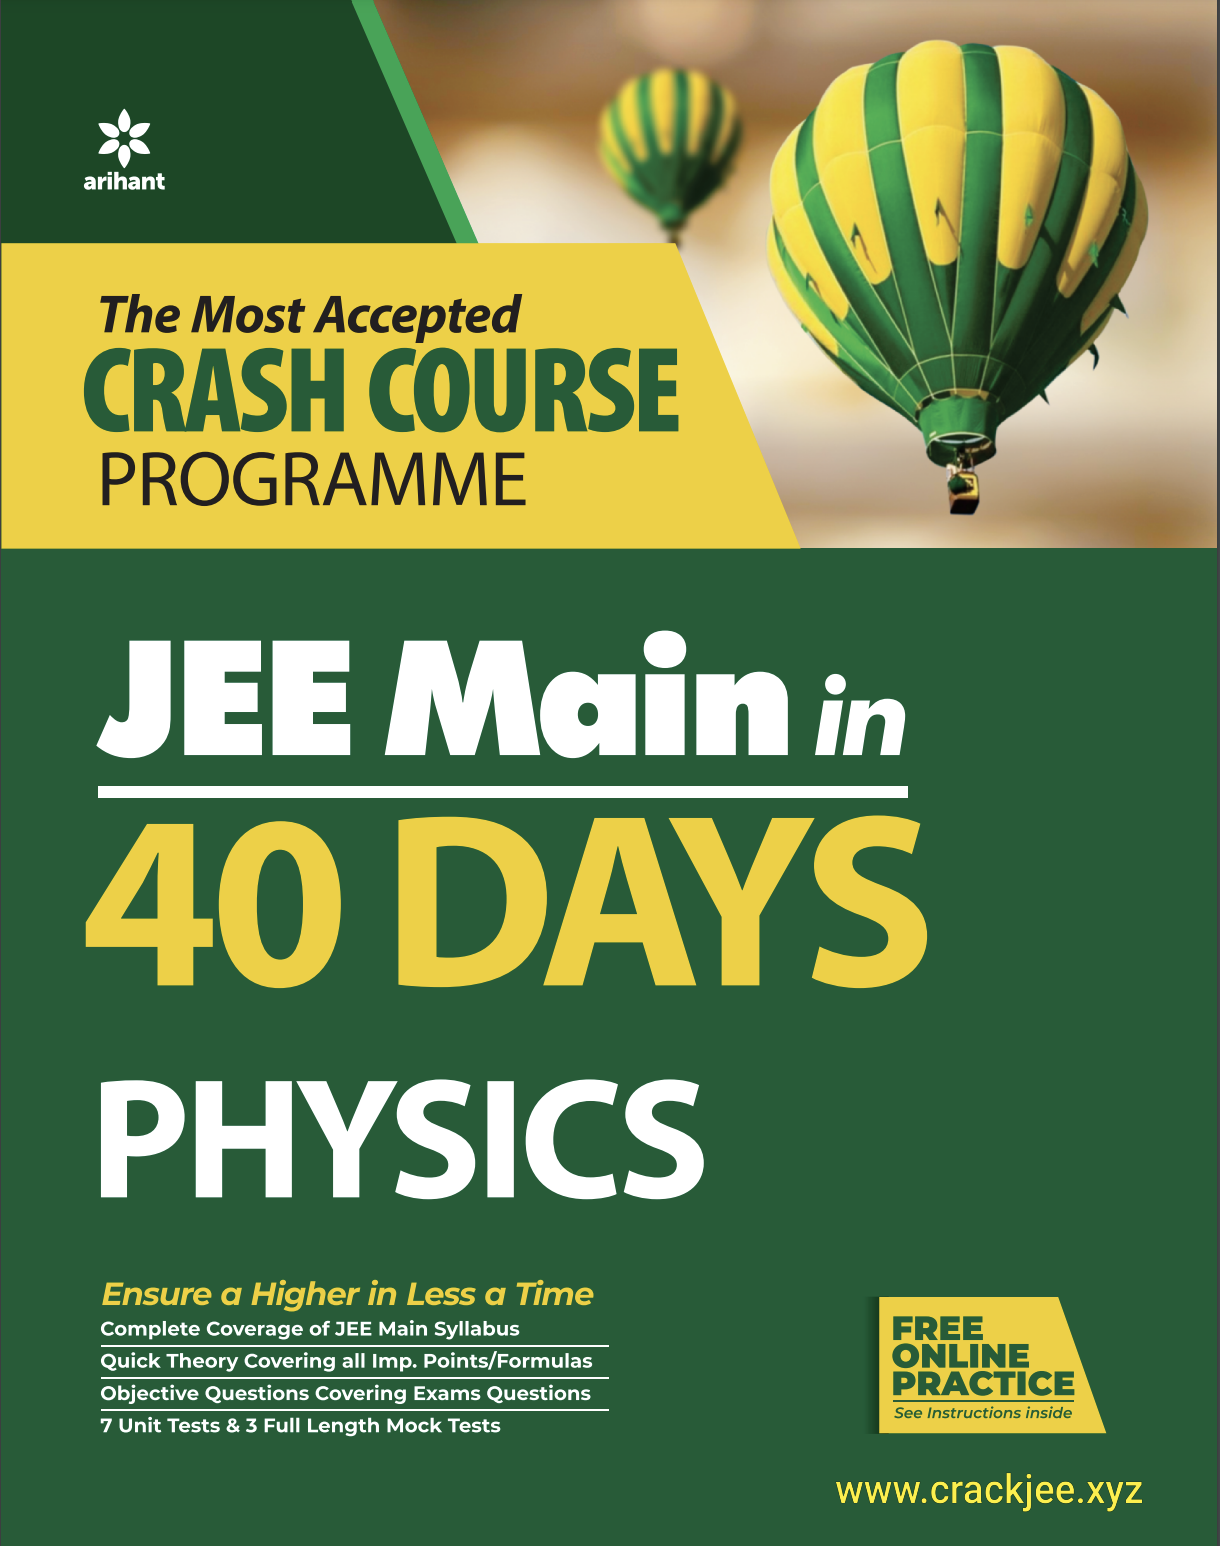 arihant
The Most Accepted
CRASH COURSE
PROGRAMME
JEE Main in
40 DAYS
PHYSICS
Ensure a Higher in Less a Time
Complete Coverage of JEE Main Syllabus
Quick Theory Covering all Imp. Points/Formulas
Objective Questions Covering Exams Questions
7 Unit Tests & 3 Full Length Mock Tests
FREE
ONLINE
PRACTICE
See Instructions inside
www.crackjee.xyz